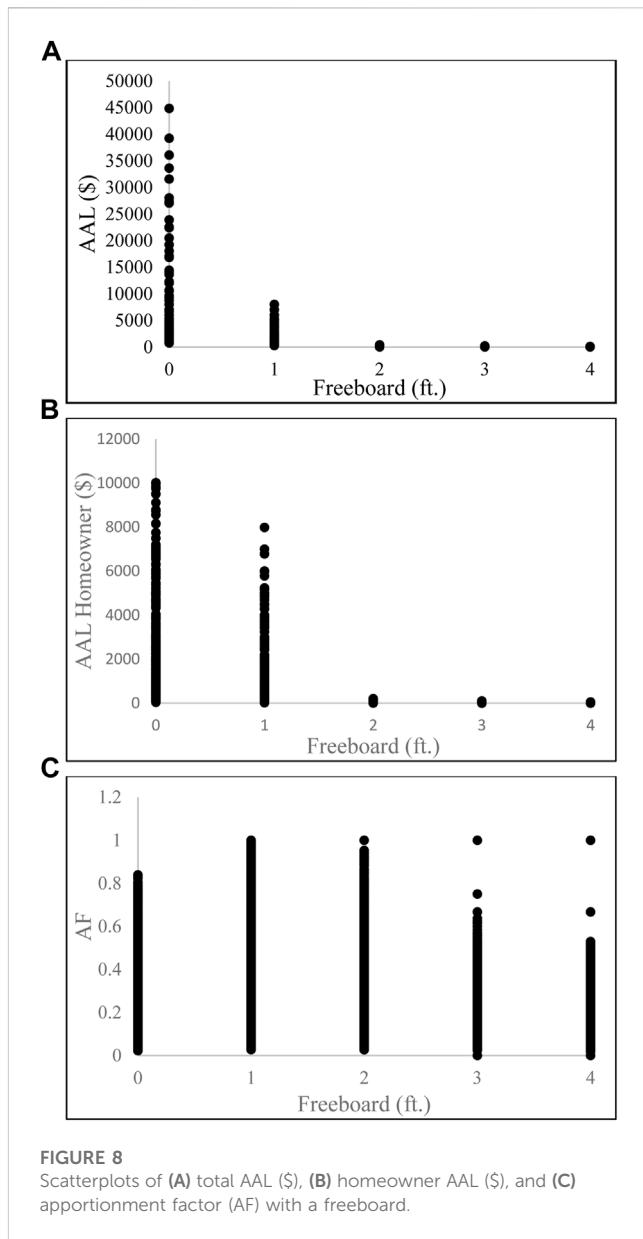 A
50000
45000
40000
35000
30000
25000
20000
15000
10000
5000
0
AAL ($)
0 1 2 3 4
Freeboard (ft.)
B
12000
10000
8000
6000
4000
2000
0
AAL Homeowner ($)
0 1 2 3 4
Freeboard (ft.)
C
1.2
1
0.8
0.6
0.4
0.2
0
AF
0 1 2 3 4
Freeboard (ft.)
FIGURE 8
Scatterplots of (A) total AAL ($), (B) homeowner AAL ($), and (C)
apportionment factor (AF) with a freeboard.